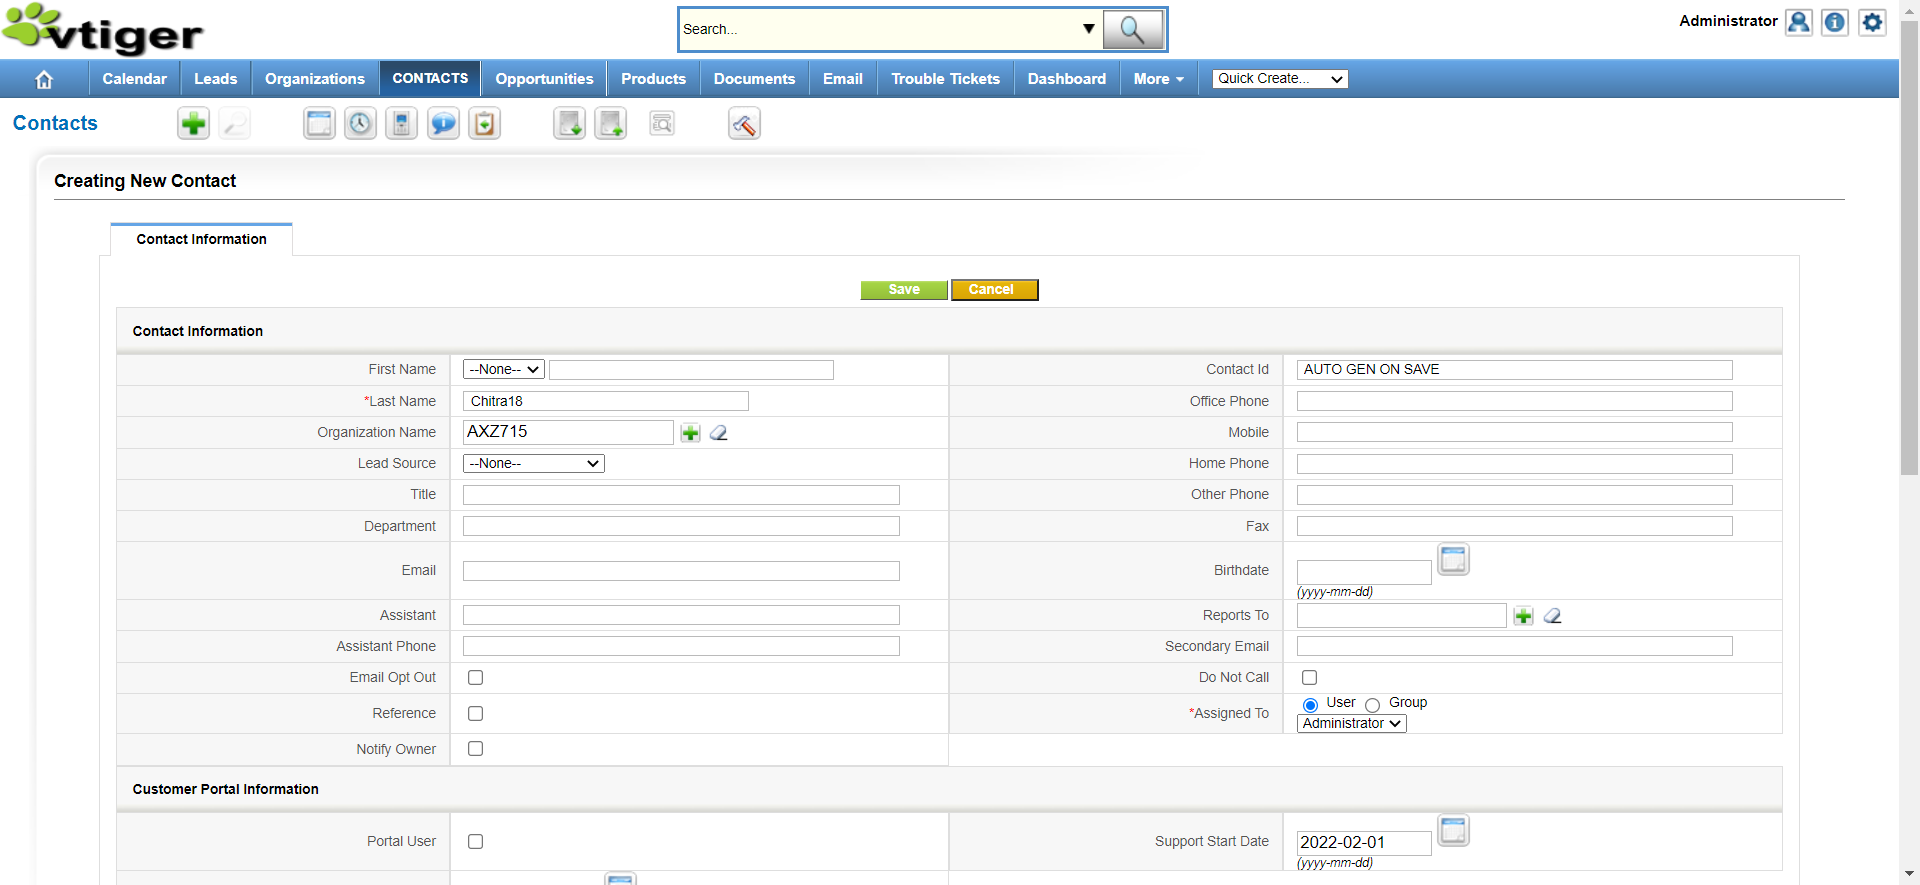 vtiger
Search...
Administrator
Calendar Leads Organizations CONTACTS Opportunities Products Documents Email Trouble Tickets Dashboard More Quick Create...
Contacts
Creating New Contact
Contact Information
Save Cancel
Contact Information
First Name --None-- Contact Id AUTO GEN ON SAVE
*Last Name Chitra18 Office Phone
Organization Name AXZ715 Mobile
Lead Source --None-- Home Phone
Title Other Phone
Department Fax
Email Birthdate
(yyyy-mm-dd)
Assistant Reports To
Assistant Phone Secondary Email
Email Opt Out Do Not Call
Reference *Assigned To User Group
Administrator
Notify Owner
Customer Portal Information
Portal User Support Start Date 2022-02-01
(yyyy-mm-dd)